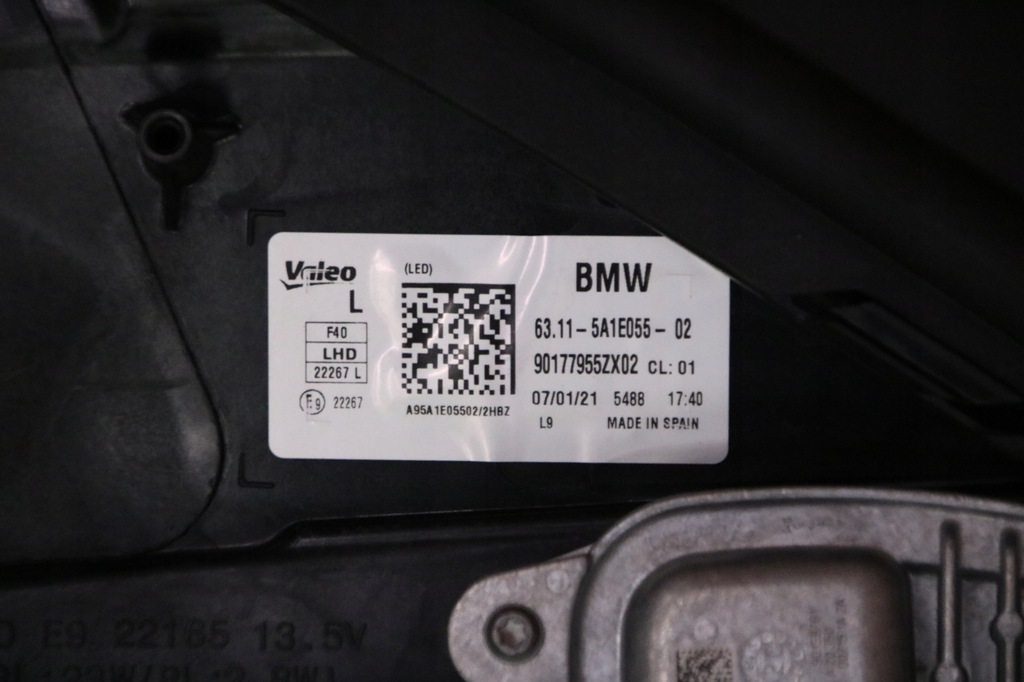 Valeo
(LED)
BMW
L
F40
LHD
22267 L
E9 22267
A95A1E05502/2HBZ
63.11 - 5A1E055 - 02
90177955ZX02 CL: 01
07/01/21 5488 17:40
L9 MADE IN SPAIN
E9 22165 13.5V